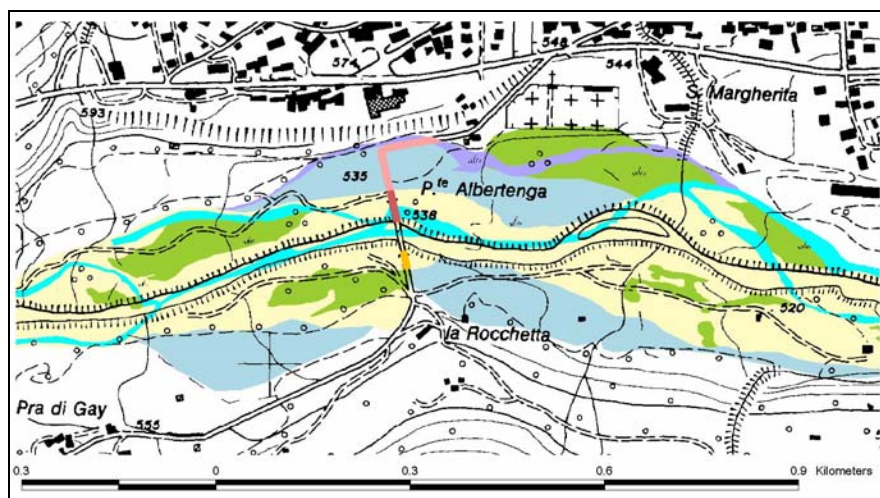 574
548
544
S. Margherita
593
535
P.te Albertenga
538
520
la Rocchetta
Pra di Gay
555
0.3 0 0.3 0.6 0.9 Kilometers